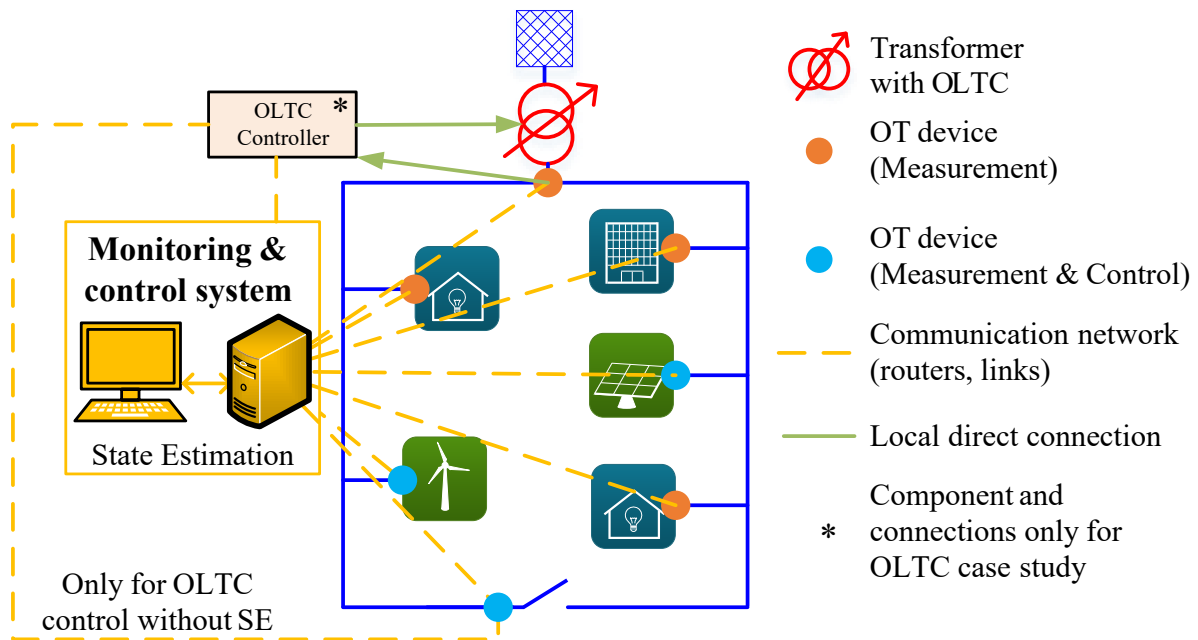 OLTC
Controller
*
Monitoring &
control system
State Estimation
Only for OLTC
control without SE
Transformer
with OLTC
OT device
(Measurement)
OT device
(Measurement & Control)
Communication network
(routers, links)
Local direct connection
*
Component and
connections only for
OLTC case study